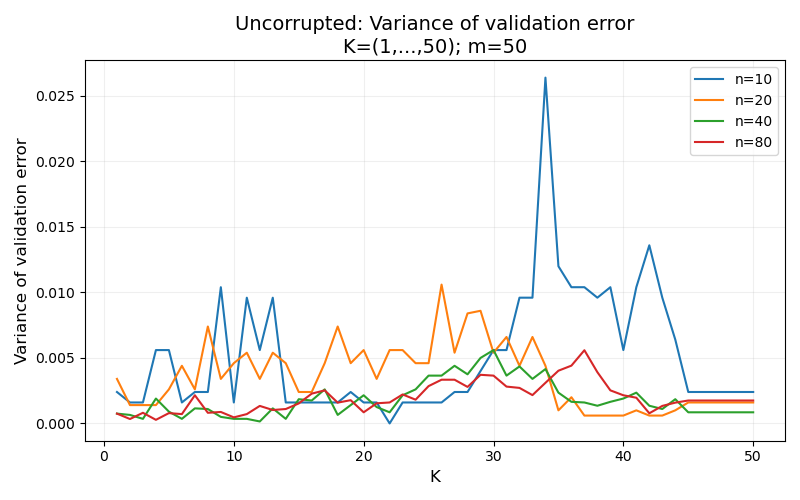 Uncorrupted: Variance of validation error
K=(1,...,50); m=50
Variance of validation error
0.025
0.020
0.015
0.010
0.005
0.000
n=10
n=20
n=40
n=80
0 10 20 30 40 50
K